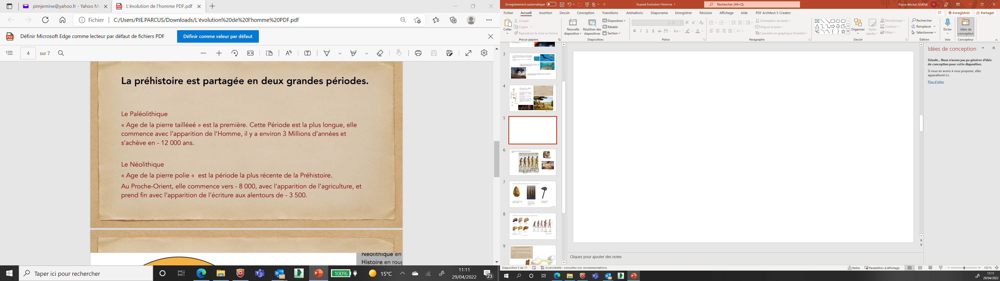 pimjemine@yahoo.fr - Yahoo Ma
L'évolution de l'homme PDF.pdf
Fichier
C:/Users/PJE.PARCUS/Downloads/L'évolution%20de%20l'homme%20PDF.pdf
Définir Microsoft Edge comme lecteur par défaut de fichiers PDF
Définir comme valeur par défaut
4 sur 7
La préhistoire est partagée en deux grandes périodes.
Le Paléolithique
« Age de la pierre tailléeé » est la première. Cette Période est la plus longue, elle
commence avec l’apparition de l’Homme, il y a environ 3 Millions d’années et
s’achève en - 12 000 ans.
Le Néolithique
« Age de la pierre polie «  est la période la plus récente de la Préhistoire.
Au Proche-Orient, elle commence vers - 8 000, avec l’apparition de l’agriculture, et
prend fin avec l’apparition de l’écriture aux alentours de - 3 500.
Néolithique en
Histoire en roug
Taper ici pour rechercher
100%
15°C
11:11
29/04/2022
23
Enregistrement automatique
Exposé Evolution Homme
Rechercher (Alt+Q)
Pierre-Michel JEMINE
PJ
Fichier Accueil Insertion Dessin Conception Transitions Animations Diaporama Enregistrer Révision Affichage Aide PDF Architect 5 Creator
Enregistrer
Partager
Coller
Couper
Copier
Reproduire la mise en forme
Presse-papiers
Nouvelle
diapositive
Réutiliser des
diapositives
Disposition
Rétablir
Section
Diapositives
9
G I S S ab AV Aa A
Police
Orientation du texte
Aligner le texte
Convertir en graphique SmartArt
Paragraphe
Organiser
Styles
rapides
Remplissage
Contour
Effets
Dessin
Rechercher
Remplacer
Sélectionner
Édition
Dicter
Voix
Idées de
conception
Concepteur
3
4
5
6
7
8
9
Le peuplement de la Terre
Idées de conception
Désolé... Nous n’avons pas pu générer d’idée
de conception pour cette diapositive.
Si nous en avons à vous proposer, elles
apparaîtront ici.
Plus d’infos
Cliquez pour ajouter des notes
Diapositive 5 de 11
Accessibilité : consultez nos recommandations
Notes
Paramètres d’affichage
103 %
11:11
29/04/2022